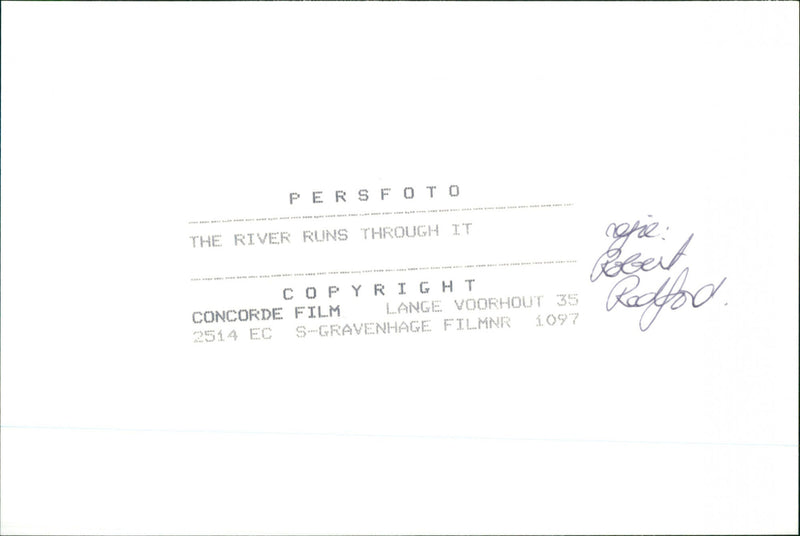 PERSFOTO
THE RIVER RUNS THROUGH IT
COPYRIGHT
CONCORDE FILM LANGE VOORHOUT 35
2514 EC S-GRAVENHAGE FILMNR 1097
regie:
Robert
Redford.